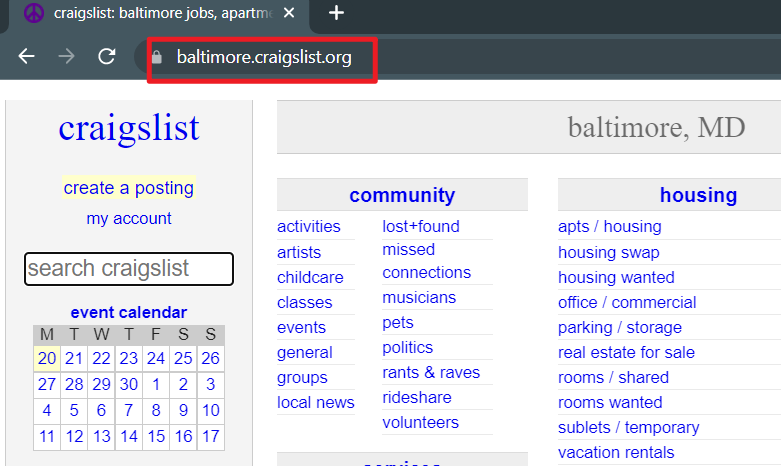 craigslist: baltimore jobs, apartme
baltimore.craigslist.org
craigslist
create a posting
my account
search craigslist
event calendar
M T W T F S S
20 21 22 23 24 25 26
27 28 29 30 1 2 3
4 5 6 7 8 9 10
11 12 13 14 15 16 17
baltimore, MD
community
activities
artists
childcare
classes
events
general
groups
local news
lost+found
missed
connections
musicians
pets
politics
rants & raves
rideshare
volunteers
services
housing
apts / housing
housing swap
housing wanted
office / commercial
parking / storage
real estate for sale
rooms / shared
rooms wanted
sublets / temporary
vacation rentals